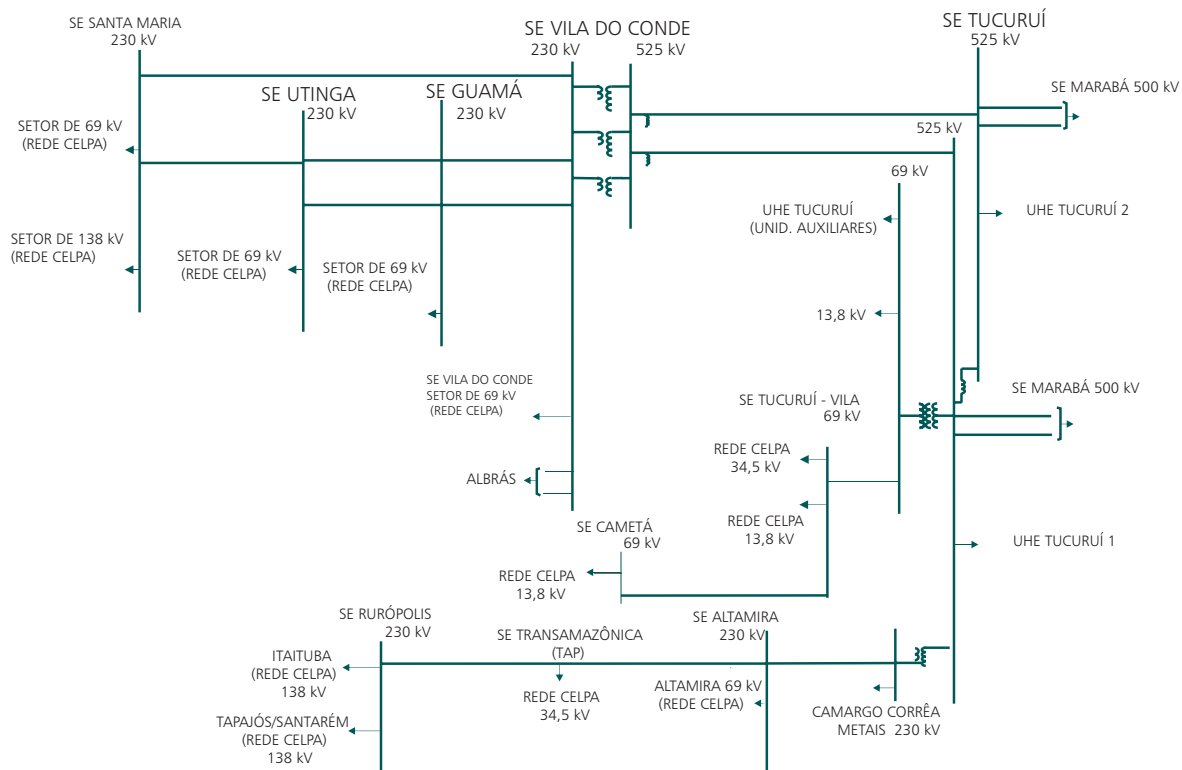 SE SANTA MARIA
230 kV
SE VILA DO CONDE
230 kV
525 kV
SE TUCURUÍ
525 kV
SE UTINGA
230 kV
SE GUAMÁ
230 kV
SE MARABÁ 500 kV
525 kV
SETOR DE 69 kV
(REDE CELPA)
69 kV
UHE TUCURUÍ
(UNID. AUXILIARES)
UHE TUCURUÍ 2
SETOR DE 138 kV
(REDE CELPA)
SETOR DE 69 kV
(REDE CELPA)
SETOR DE 69 kV
(REDE CELPA)
13,8 kV
SE VILA DO CONDE
SETOR DE 69 kV
(REDE CELPA)
SE TUCURUÍ - VILA
69 kV
SE MARABÁ 500 kV
REDE CELPA
34,5 kV
ALBRÁS
REDE CELPA
13,8 kV
SE CAMETÁ
69 kV
UHE TUCURUÍ 1
REDE CELPA
13,8 kV
SE RURÓPOLIS
230 kV
SE TRANSAMAZÔNICA
(TAP)
SE ALTAMIRA
230 kV
ITAITUBA
(REDE CELPA)
138 kV
REDE CELPA
34,5 kV
ALTAMIRA 69 kV
(REDE CELPA)
CAMARGO CORRÊA
METAIS 230 kV
TAPAJÓS/SANTARÉM
(REDE CELPA)
138 kV